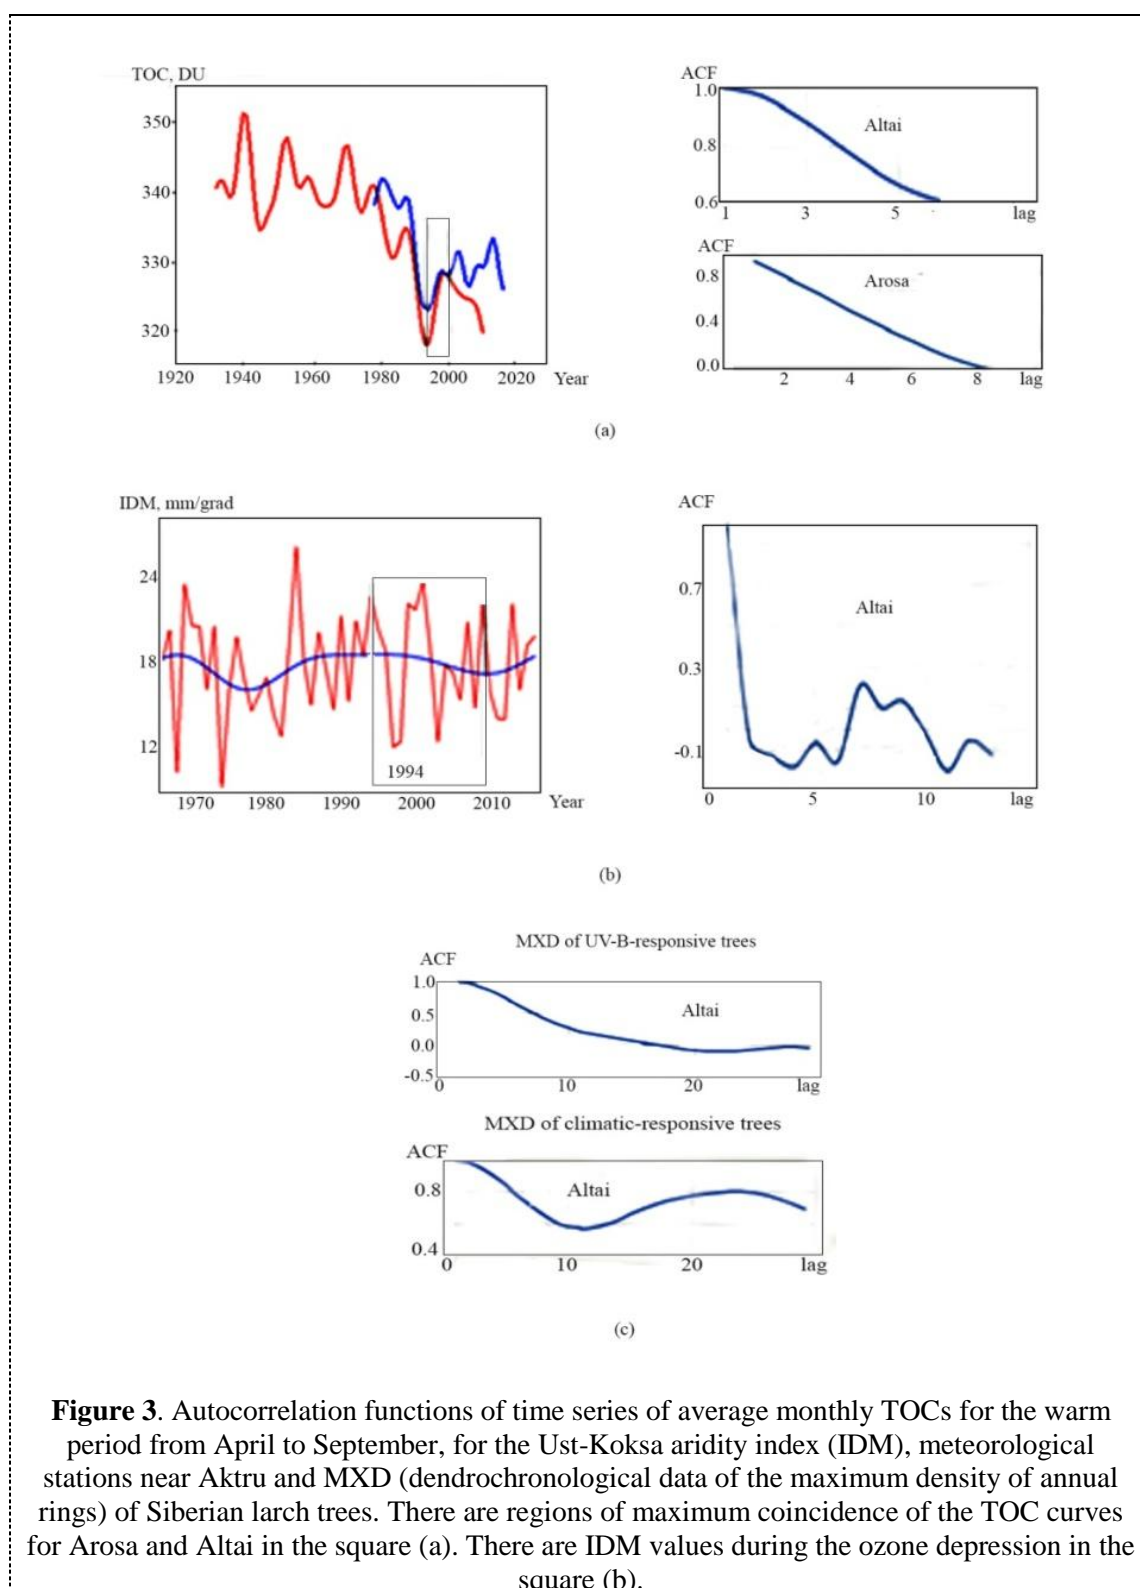 TOC, DU
350
340
330
320
1920 1940 1960 1980 2000 2020 Year
ACF
1.0
0.8
0.6
Altai
1 3 5 lag
ACF
0.8
0.4
0.0
Arosa
2 4 6 8 lag
(a)
IDM, mm/grad
24
18
12
1994
1970 1980 1990 2000 2010 Year
ACF
0.7
0.3
-0.1
Altai
0 5 10 lag
(b)
MXD of UV-B-responsive trees
ACF
1.0
0.5
0.0
-0.5
Altai
0 10 20 lag
MXD of climatic-responsive trees
ACF
0.8
0.4
Altai
0 10 20 lag
(c)
Figure 3. Autocorrelation functions of time series of average monthly TOCs for the warm
period from April to September, for the Ust-Koksa aridity index (IDM), meteorological
stations near Aktru and MXD (dendrochronological data of the maximum density of annual
rings) of Siberian larch trees. There are regions of maximum coincidence of the TOC curves
for Arosa and Altai in the square (a). There are IDM values during the ozone depression in the
square (b).